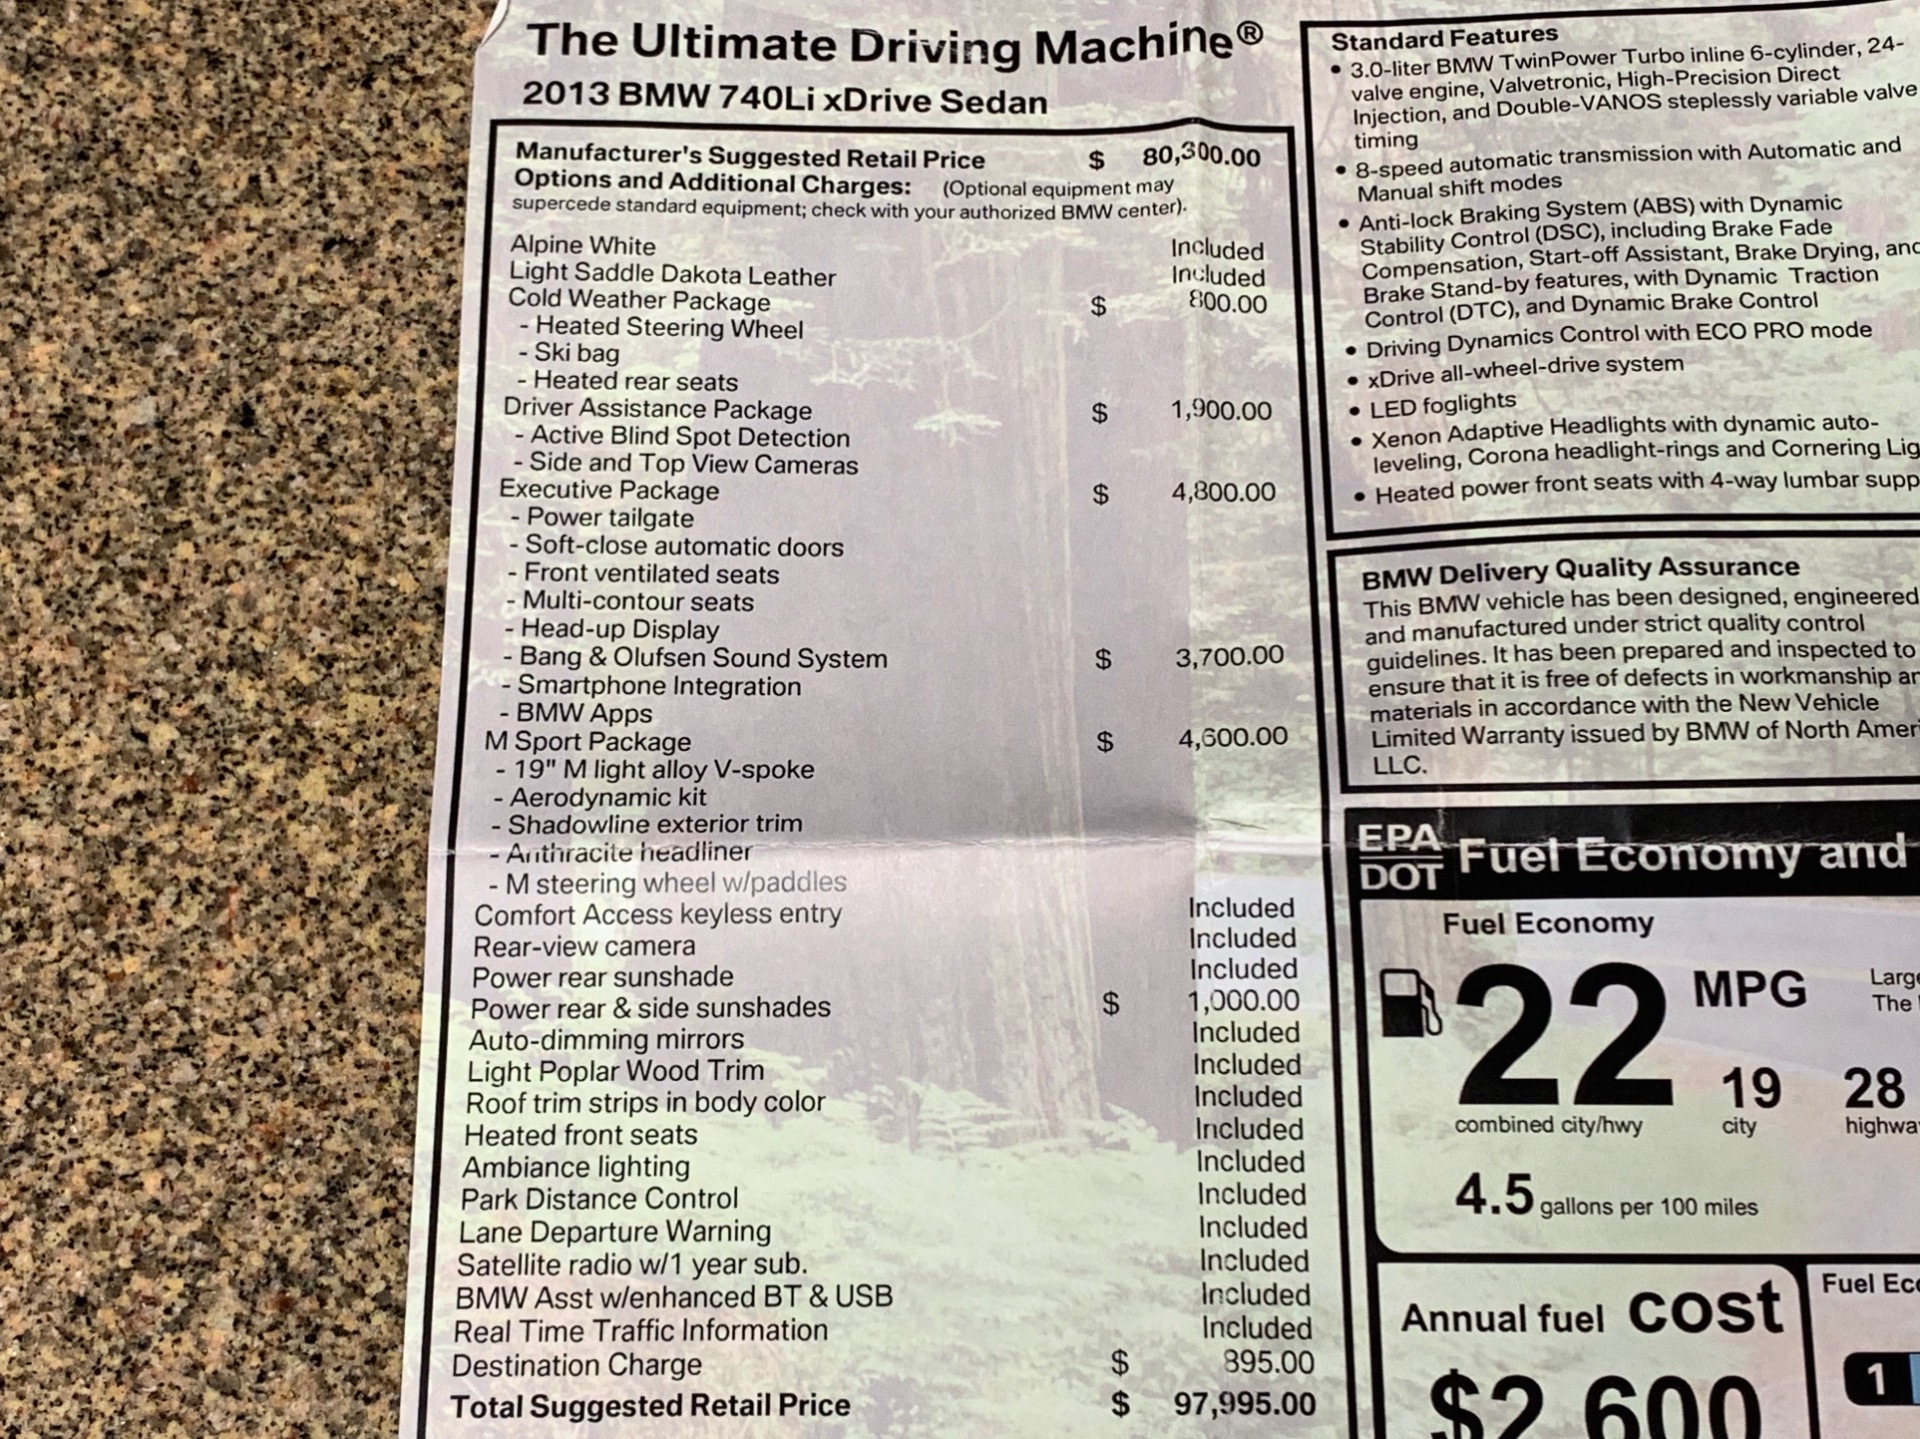 The Ultimate Driving Machine®
2013 BMW 740Li xDrive Sedan
Manufacturer's Suggested Retail Price $ 80,300.00
Options and Additional Charges: (Optional equipment may
supercede standard equipment; check with your authorized BMW center).
Alpine White Included
Light Saddle Dakota Leather Included
Cold Weather Package $ 800.00
- Heated Steering Wheel
- Ski bag
- Heated rear seats
Driver Assistance Package $ 1,900.00
- Active Blind Spot Detection
- Side and Top View Cameras
Executive Package $ 4,800.00
- Power tailgate
- Soft-close automatic doors
- Front ventilated seats
- Multi-contour seats
- Head-up Display
- Bang & Olufsen Sound System $ 3,700.00
- Smartphone Integration
- BMW Apps
M Sport Package $ 4,600.00
- 19" M light alloy V-spoke
- Aerodynamic kit
- Shadowline exterior trim
- Anthracite headliner
- M steering wheel w/paddles
Comfort Access keyless entry Included
Rear-view camera Included
Power rear sunshade Included
Power rear & side sunshades $ 1,000.00
Auto-dimming mirrors Included
Light Poplar Wood Trim Included
Roof trim strips in body color Included
Heated front seats Included
Ambiance lighting Included
Park Distance Control Included
Lane Departure Warning Included
Satellite radio w/1 year sub. Included
BMW Asst w/enhanced BT & USB Included
Real Time Traffic Information Included
Destination Charge $ 895.00
Total Suggested Retail Price $ 97,995.00
Standard Features
• 3.0-liter BMW TwinPower Turbo inline 6-cylinder, 24-
valve engine, Valvetronic, High-Precision Direct
Injection, and Double-VANOS steplessly variable valve
timing
• 8-speed automatic transmission with Automatic and
Manual shift modes
• Anti-lock Braking System (ABS) with Dynamic
Stability Control (DSC), including Brake Fade
Compensation, Start-off Assistant, Brake Drying, and
Brake Stand-by features, with Dynamic Traction
Control (DTC), and Dynamic Brake Control
• Driving Dynamics Control with ECO PRO mode
• xDrive all-wheel-drive system
• LED foglights
• Xenon Adaptive Headlights with dynamic auto-
leveling, Corona headlight-rings and Cornering Lig
• Heated power front seats with 4-way lumbar supp
BMW Delivery Quality Assurance
This BMW vehicle has been designed, engineered
and manufactured under strict quality control
guidelines. It has been prepared and inspected to
ensure that it is free of defects in workmanship an
materials in accordance with the New Vehicle
Limited Warranty issued by BMW of North Ameri
LLC.
EPA
DOT Fuel Economy and
Fuel Economy
22 MPG
Large
The
19 28
combined city/hwy city highwa
4.5 gallons per 100 miles
Annual fuel cost
$2,600
Fuel Eco
1